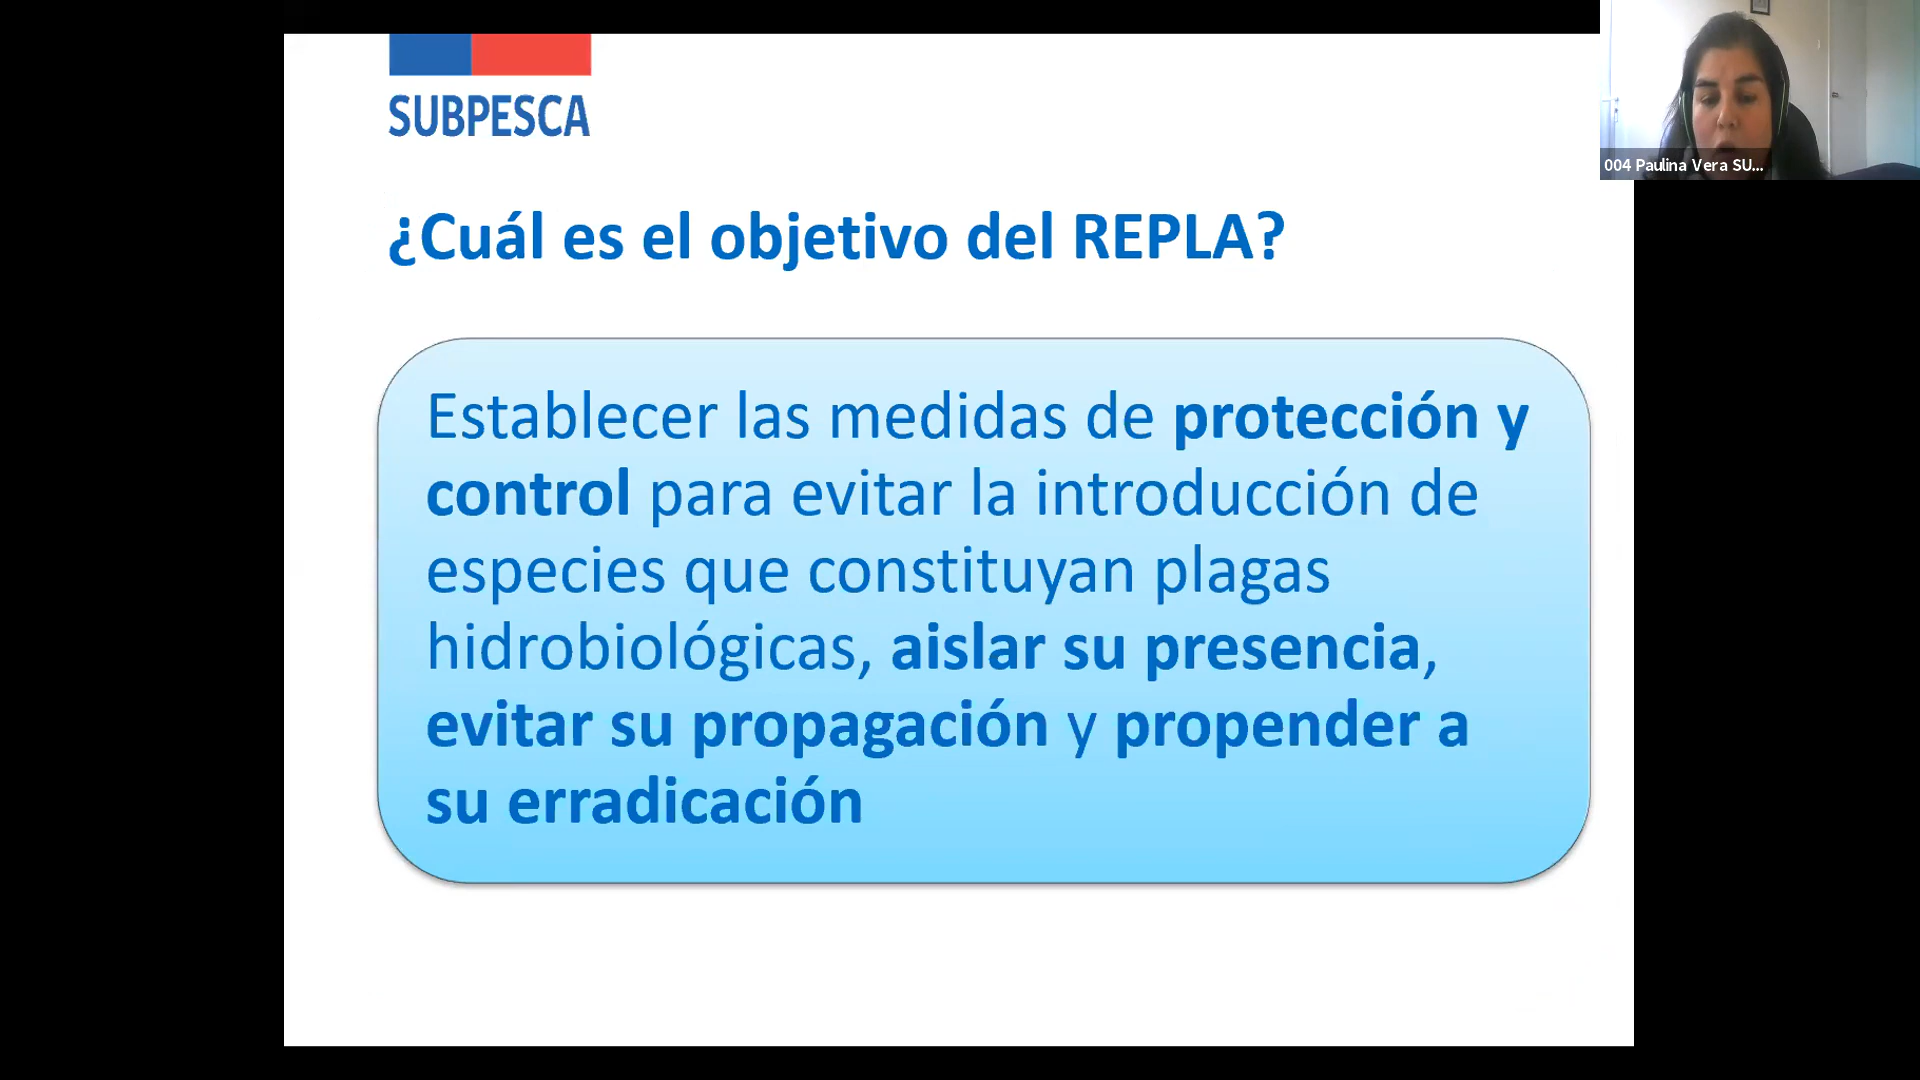 SUBPESCA
004 Paulina Vera SU...
¿Cuál es el objetivo del REPLA?
Establecer las medidas de protección y
control para evitar la introducción de
especies que constituyan plagas
hidrobiológicas, aislar su presencia,
evitar su propagación y propender a
su erradicación